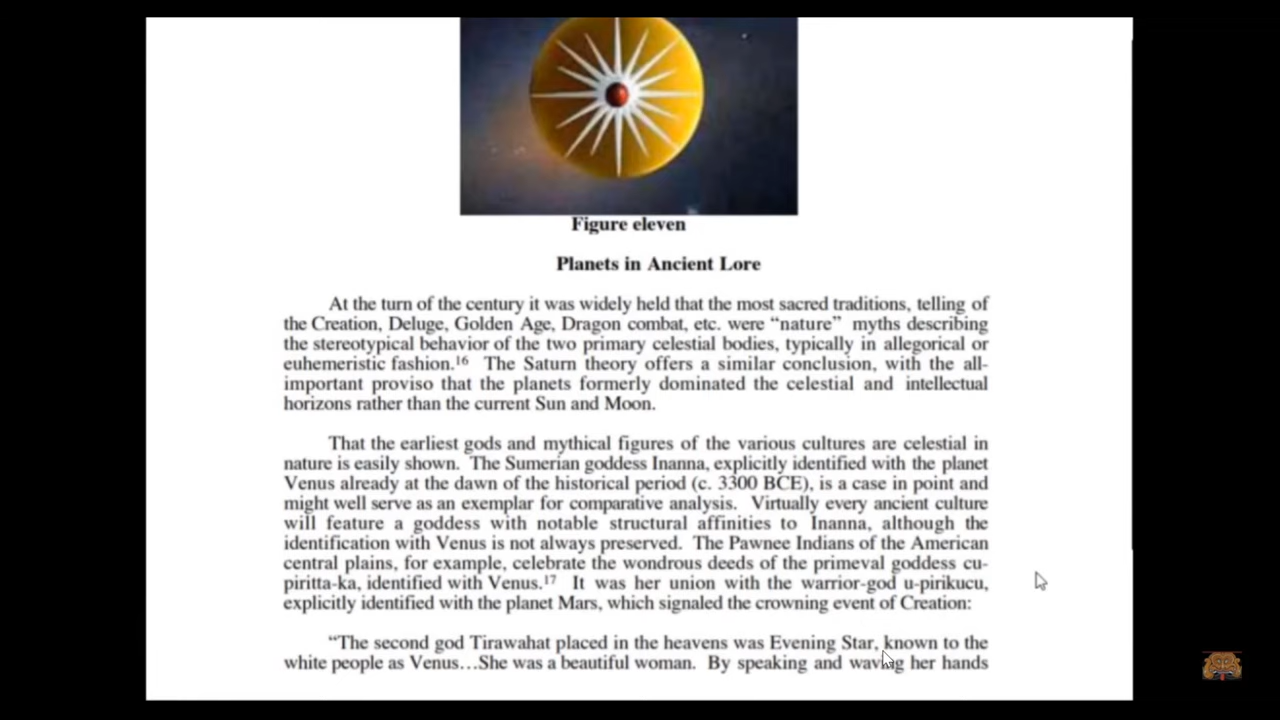 Figure eleven
Planets in Ancient Lore
At the turn of the century it was widely held that the most sacred traditions, telling of
the Creation, Deluge, Golden Age, Dragon combat, etc. were “nature” myths describing
the stereotypical behavior of the two primary celestial bodies, typically in allegorical or
euhemeristic fashion.16 The Saturn theory offers a similar conclusion, with the all-
important proviso that the planets formerly dominated the celestial and intellectual
horizons rather than the current Sun and Moon.
That the earliest gods and mythical figures of the various cultures are celestial in
nature is easily shown. The Sumerian goddess Inanna, explicitly identified with the planet
Venus already at the dawn of the historical period (c. 3300 BCE), is a case in point and
might well serve as an exemplar for comparative analysis. Virtually every ancient culture
will feature a goddess with notable structural affinities to Inanna, although the
identification with Venus is not always preserved. The Pawnee Indians of the American
central plains, for example, celebrate the wondrous deeds of the primeval goddess cu-
piritta-ka, identified with Venus.17 It was her union with the warrior-god u-pirikucu,
explicitly identified with the planet Mars, which signaled the crowning event of Creation:
“The second god Tirawahat placed in the heavens was Evening Star, known to the
white people as Venus…She was a beautiful woman. By speaking and waving her hands